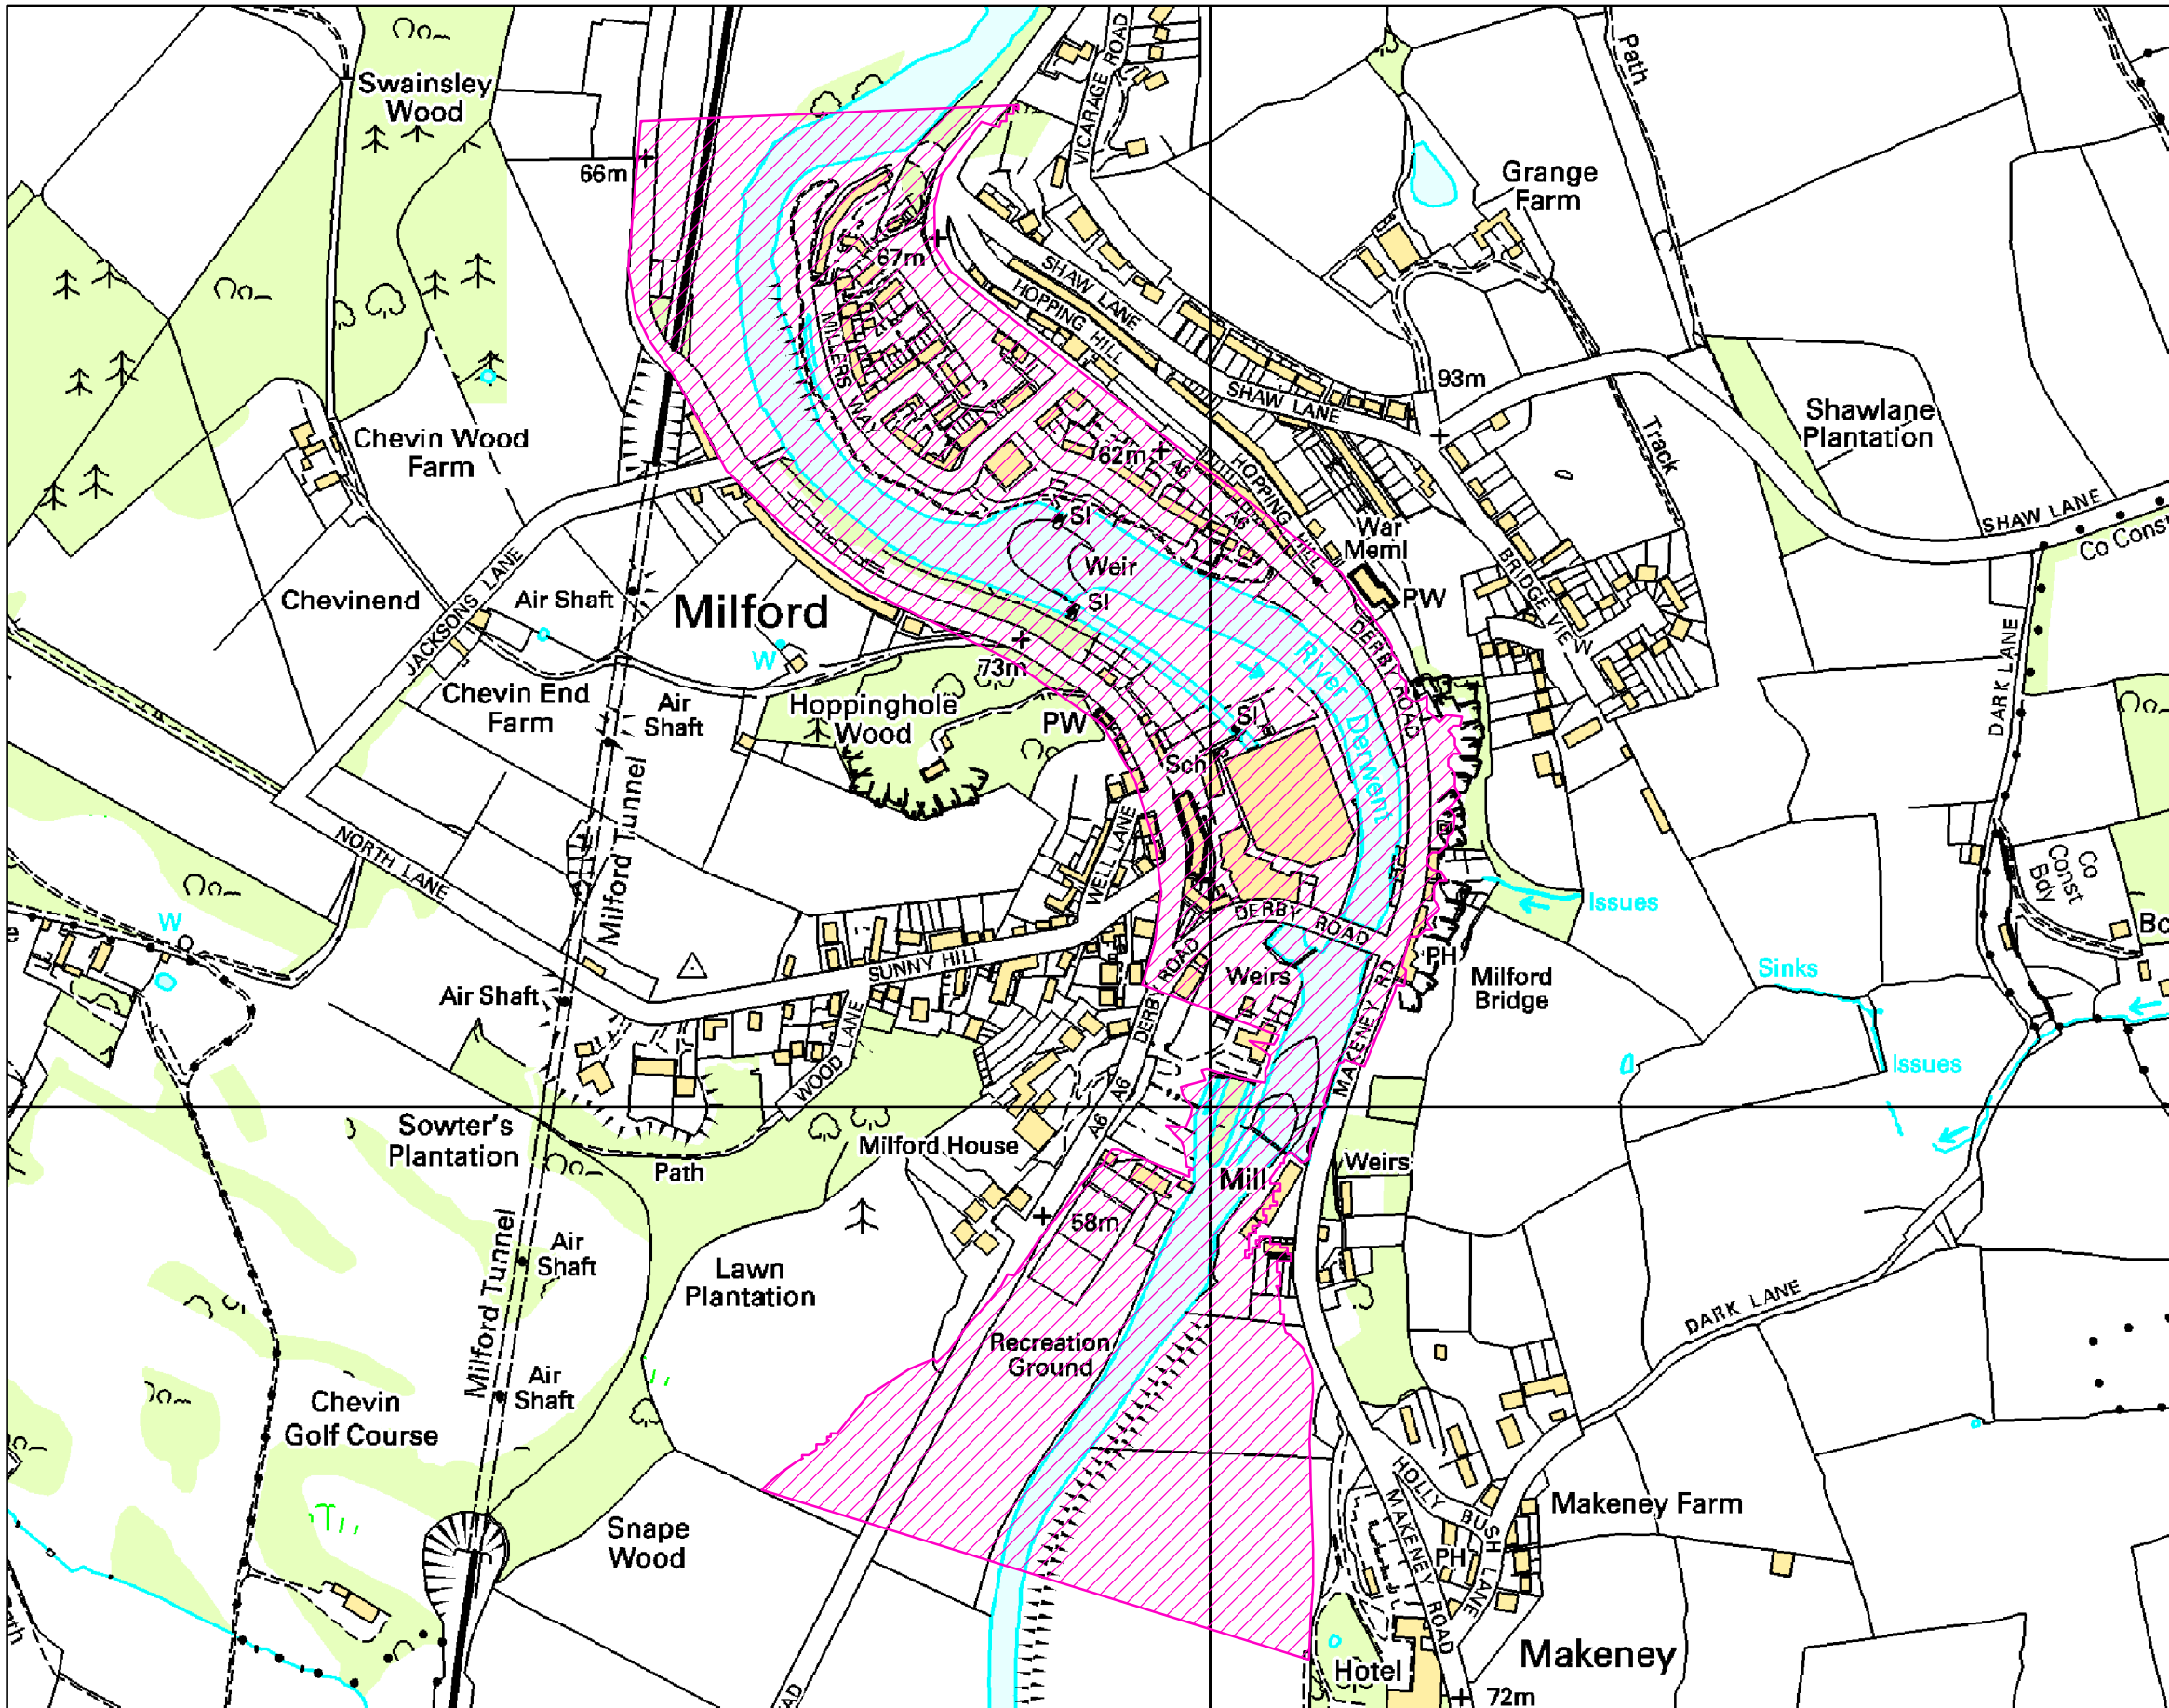 Swainsley
Wood
VICARAGE ROAD
Path
Grange
Farm
66m
67m
SHAW LANE
HOPPING HILL
MILLERS WAY
93m
SHAW LANE
Shawlane
Plantation
Track
Chevin Wood
Farm
62m
A6
HOPPING HILL
A6
War
Meml
SHAW LANE
Co Const
Sl
Weir
Sl
PW
BRIDGE VIEW
Chevinend
JACKSONS LANE
Air Shaft
Milford
W
73m
DERBY ROAD
River Derwent
DARK LANE
Chevin End
Farm
Air
Shaft
Hoppinghole
Wood
PW
Sl
Sch
Milford Tunnel
NORTH LANE
WELL LANE
Co
Const
Bdy
W
Issues
DERBY ROAD
SUNNY HILL
ROAD
DERBY
Weirs
PH
Milford
Bridge
Sinks
Air Shaft
WOOD LANE
MAKENEY RD
Issues
A6
A6
Sowter's
Plantation
Path
Milford House
Weirs
Mill
58m
Milford Tunnel
Air
Shaft
Lawn
Plantation
Recreation
Ground
DARK LANE
Air
Shaft
Chevin
Golf Course
HOLLY BUSH LANE
MAKENEY ROAD
Makeney Farm
Snape
Wood
PH
Makeney
Hotel
72m